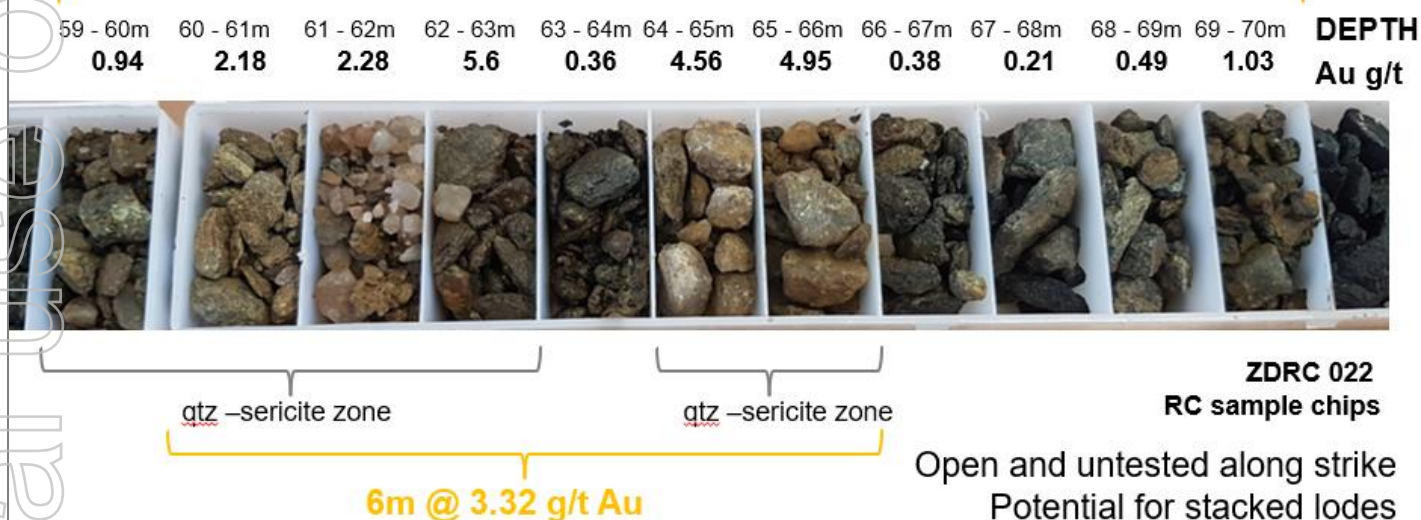 59 - 60m 60 - 61m 61 - 62m 62 - 63m 63 - 64m 64 - 65m 65 - 66m 66 - 67m 67 - 68m 68 - 69m 69 - 70m DEPTH
0.94 2.18 2.28 5.6 0.36 4.56 4.95 0.38 0.21 0.49 1.03 Au g/t
qtz –sericite zone qtz –sericite zone
ZDRC 022
RC sample chips
6m @ 3.32 g/t Au
Open and untested along strike
Potential for stacked lodes